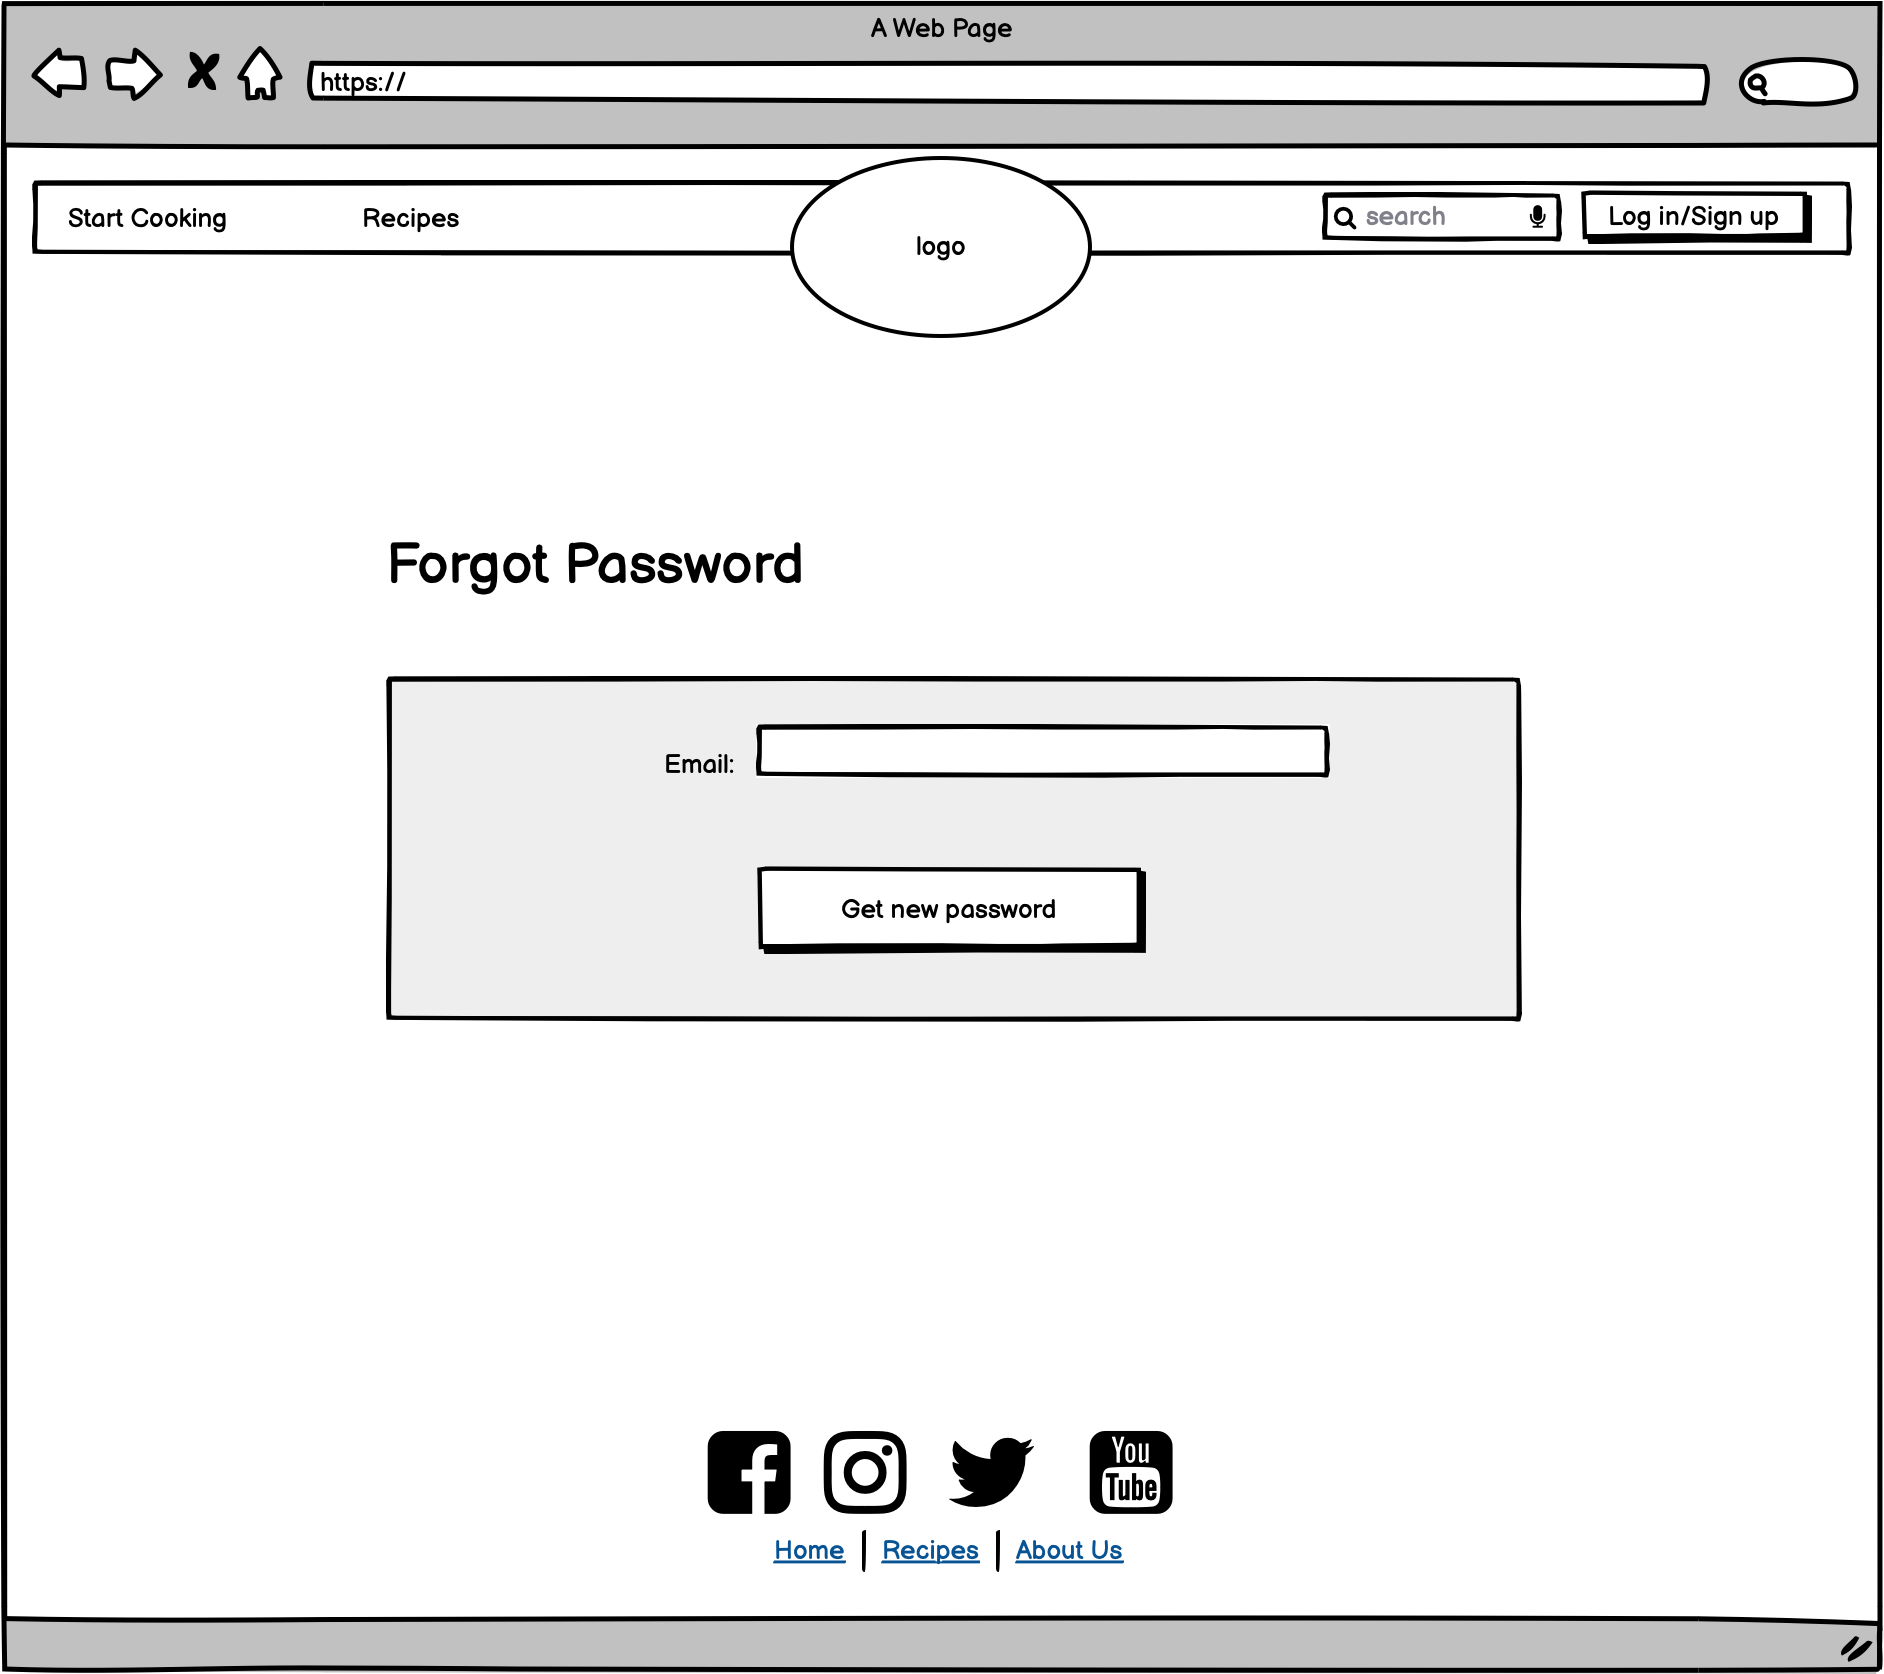 A Web Page
https://
Start Cooking
Recipes
logo
search
Log in/Sign up
Forgot Password
Email:
Get new password
You
Tube
Home
Recipes
About Us